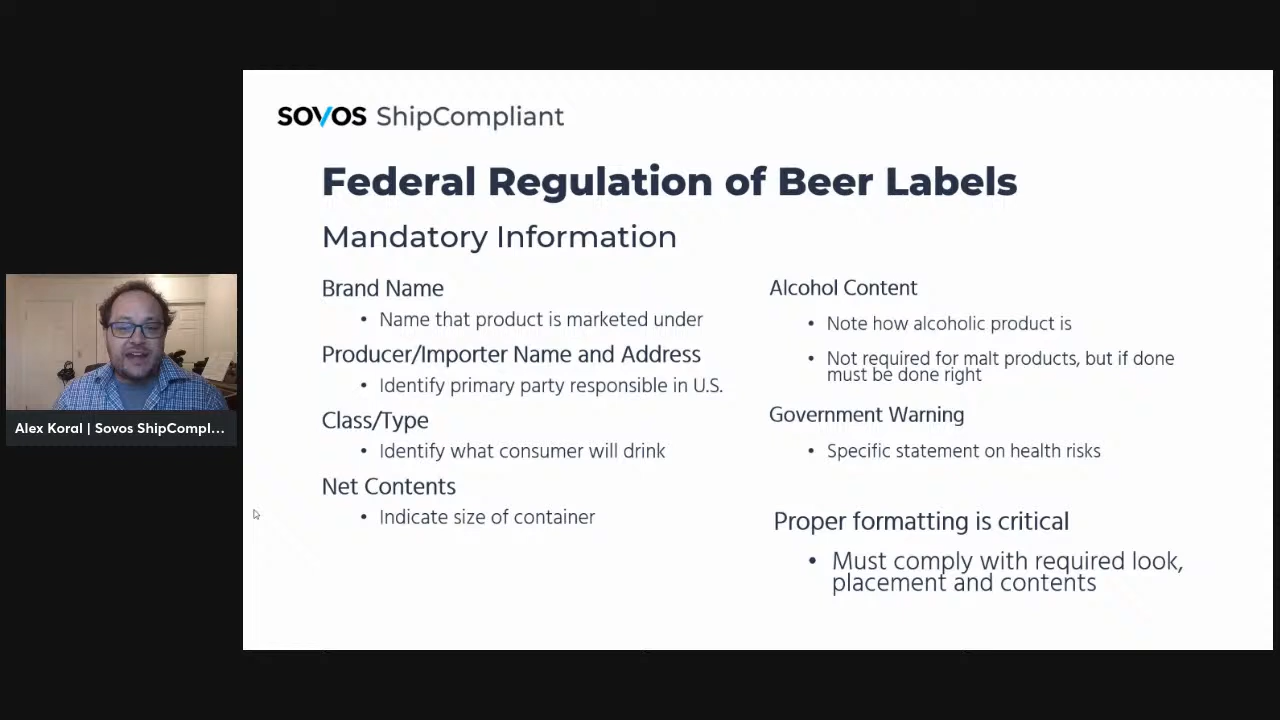 SOVOS ShipCompliant
Federal Regulation of Beer Labels
Mandatory Information
Brand Name
• Name that product is marketed under
Producer/Importer Name and Address
• Identify primary party responsible in U.S.
Class/Type
• Identify what consumer will drink
Net Contents
• Indicate size of container
Alcohol Content
• Note how alcoholic product is
• Not required for malt products, but if done
must be done right
Government Warning
• Specific statement on health risks
Proper formatting is critical
• Must comply with required look,
placement and contents
Alex Koral | Sovos ShipCompl...